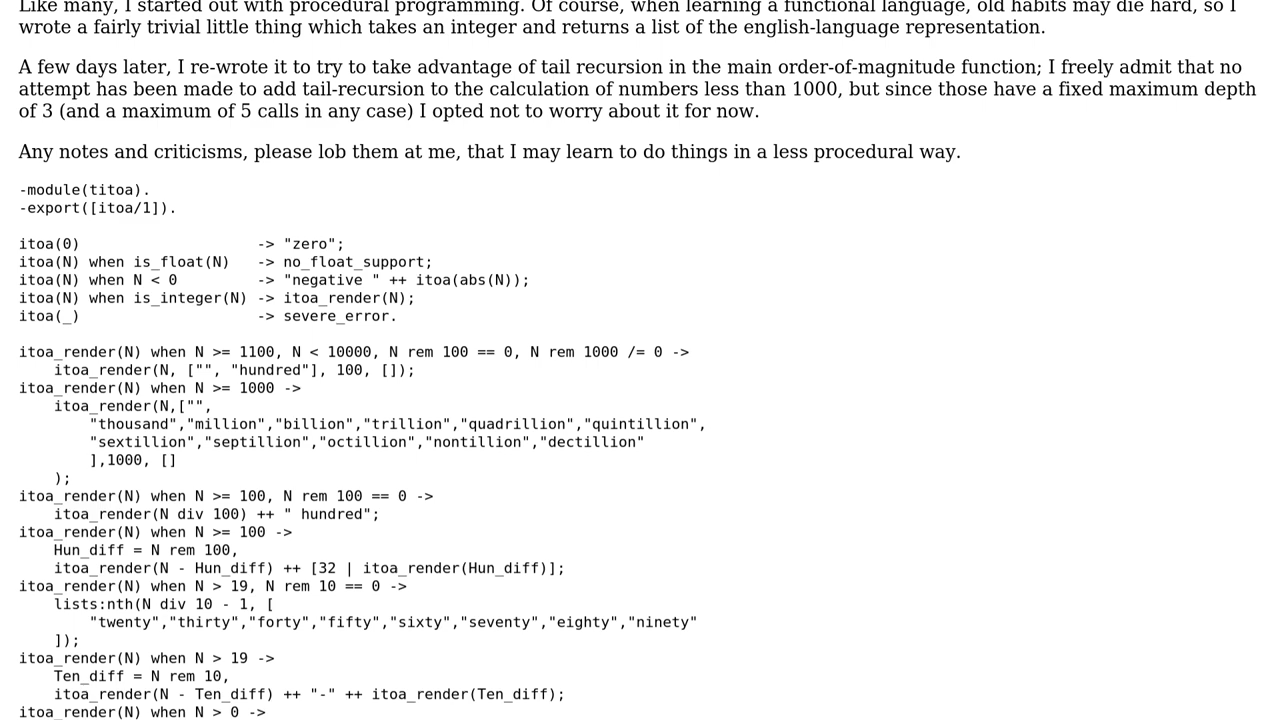 Like many, I started out with procedural programming. Of course, when learning a functional language, old habits may die hard, so I
wrote a fairly trivial little thing which takes an integer and returns a list of the english-language representation.
A few days later, I re-wrote it to try to take advantage of tail recursion in the main order-of-magnitude function; I freely admit that no
attempt has been made to add tail-recursion to the calculation of numbers less than 1000, but since those have a fixed maximum depth
of 3 (and a maximum of 5 calls in any case) I opted not to worry about it for now.
Any notes and criticisms, please lob them at me, that I may learn to do things in a less procedural way.
-module(titoa).
-export([itoa/1]).
itoa(0)                    -> "zero";
itoa(N) when is_float(N)   -> no_float_support;
itoa(N) when N < 0         -> "negative " ++ itoa(abs(N));
itoa(N) when is_integer(N) -> itoa_render(N);
itoa(_)                    -> severe_error.
itoa_render(N) when N >= 1100, N < 10000, N rem 100 == 0, N rem 1000 /= 0 ->
    itoa_render(N, ["", "hundred"], 100, []);
itoa_render(N) when N >= 1000 ->
    itoa_render(N,["",
        "thousand","million","billion","trillion","quadrillion","quintillion",
        "sextillion","septillion","octillion","nontillion","dectillion"
        ],1000, []
    );
itoa_render(N) when N >= 100, N rem 100 == 0 ->
    itoa_render(N div 100) ++ " hundred";
itoa_render(N) when N >= 100 ->
    Hun_diff = N rem 100,
    itoa_render(N - Hun_diff) ++ [32 | itoa_render(Hun_diff)];
itoa_render(N) when N > 19, N rem 10 == 0 ->
    lists:nth(N div 10 - 1, [
        "twenty","thirty","forty","fifty","sixty","seventy","eighty","ninety"
    ]);
itoa_render(N) when N > 19 ->
    Ten_diff = N rem 10,
    itoa_render(N - Ten_diff) ++ "-" ++ itoa_render(Ten_diff);
itoa_render(N) when N > 0 ->